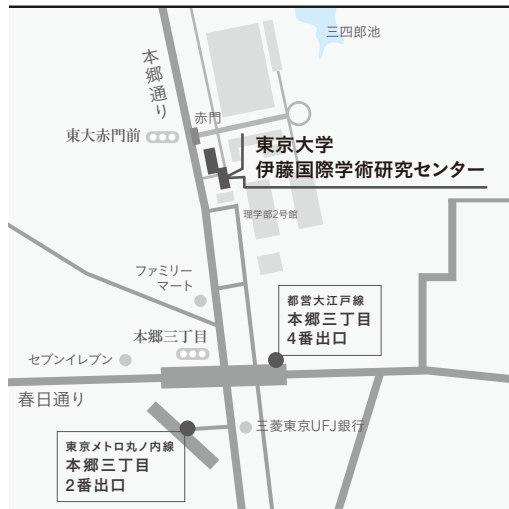 三四郎池
本郷通り
赤門
東大赤門前
東京大学
伊藤国際学術研究センター
理学部2号館
ファミリー
マート
都営大江戸線
本郷三丁目
4番出口
本郷三丁目
セブンイレブン
春日通り
三菱東京UFJ銀行
東京メトロ丸ノ内線
本郷三丁目
2番出口